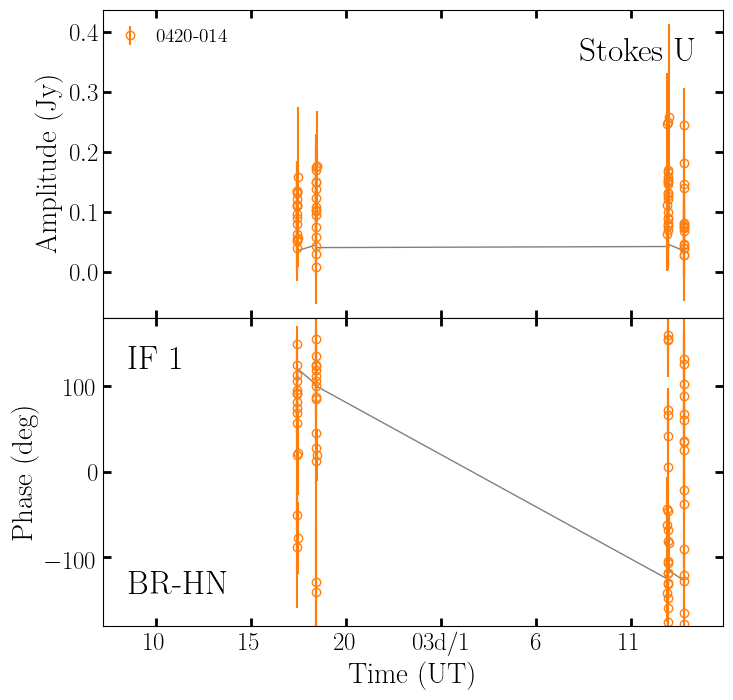 0420-014
Stokes U
0.4
0.3
0.2
0.1
0.0
Amplitude (Jy)
IF 1
100
0
−100
Phase (deg)
BR-HN
10 15 20 03d/1 6 11
Time (UT)